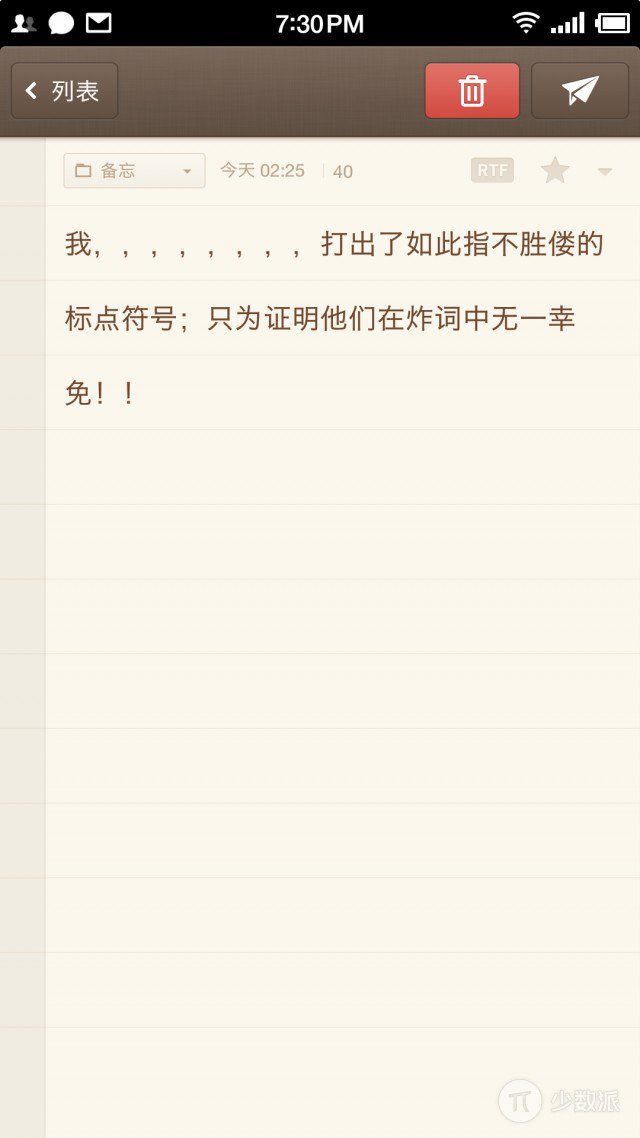 7:30PM
列表
备忘 今天 02:25 40 RTF
我，，，，，，，，打出了如此指不胜偻的
标点符号；只为证明他们在炸词中无一幸
免！！
少数派